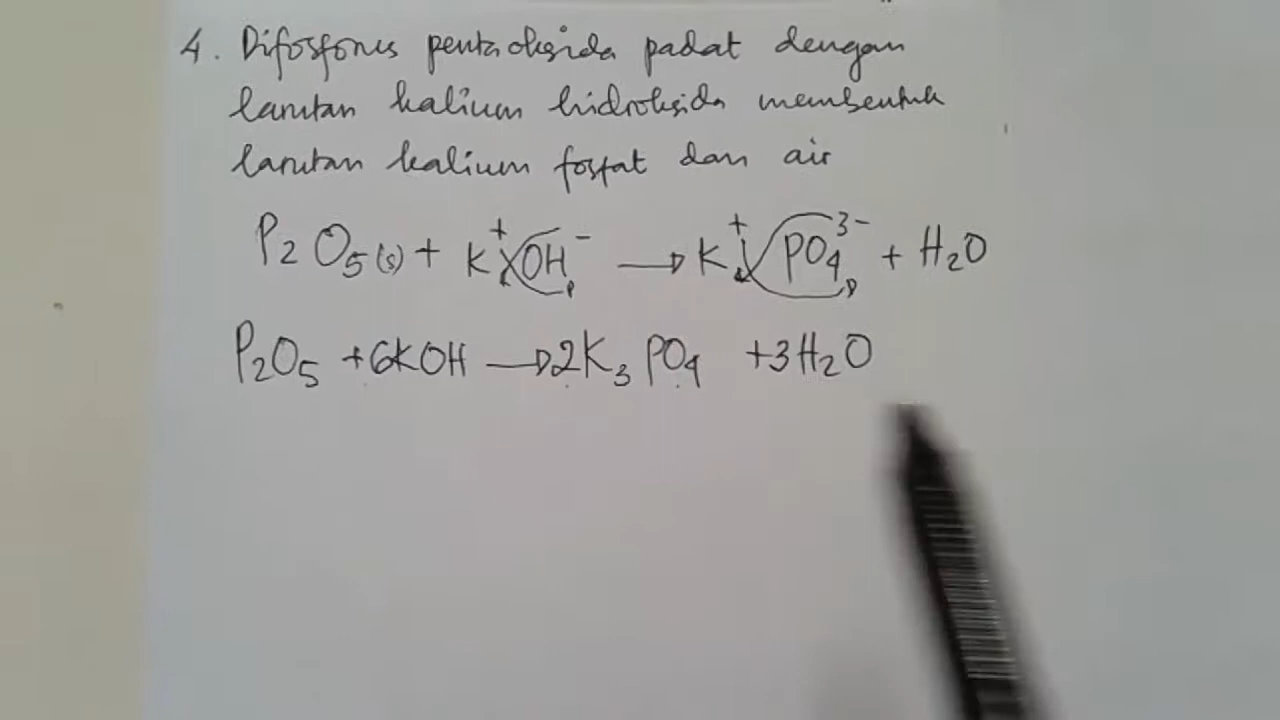 4. Difosforus pentaoksida padat dengan
larutan kalium hidroksida membentuk
larutan kalium fosfat dan air
P₂O₅(s) + K⁺OH⁻ → K⁺PO₄³⁻ + H₂O
P₂O₅ + 6KOH → 2K₃PO₄ + 3H₂O